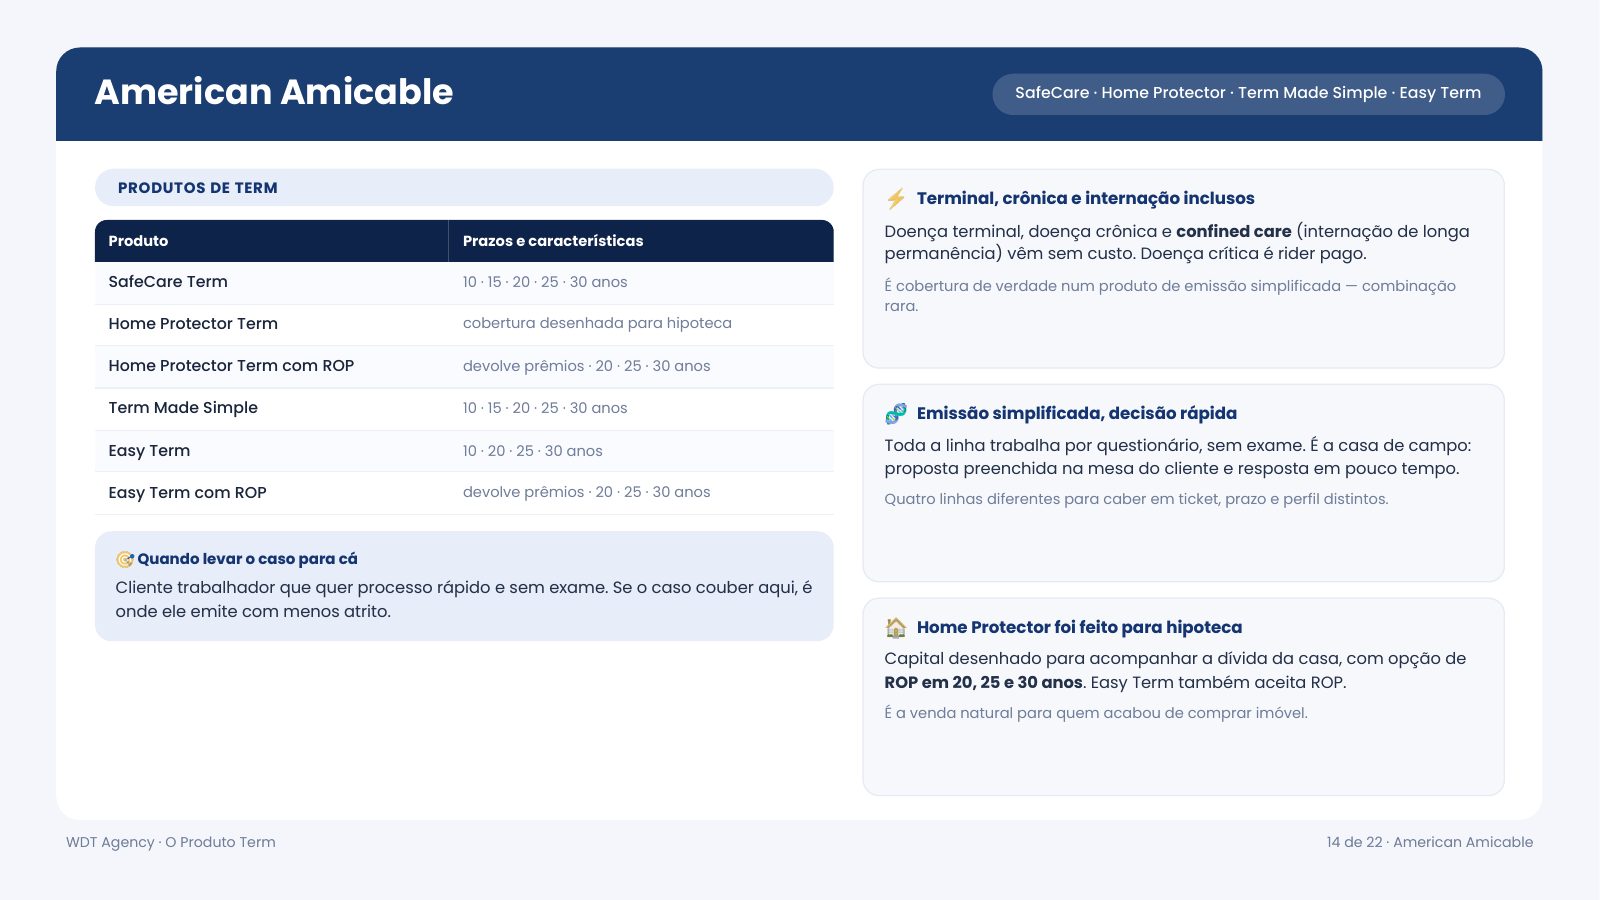 American Amicable
SafeCare · Home Protector · Term Made Simple · Easy Term
PRODUTOS DE TERM
Produto
Prazos e características
SafeCare Term
10 · 15 · 20 · 25 · 30 anos
Home Protector Term
cobertura desenhada para hipoteca
Home Protector Term com ROP
devolve prêmios · 20 · 25 · 30 anos
Term Made Simple
10 · 15 · 20 · 25 · 30 anos
Easy Term
10 · 20 · 25 · 30 anos
Easy Term com ROP
devolve prêmios · 20 · 25 · 30 anos
🎯 Quando levar o caso para cá
Cliente trabalhador que quer processo rápido e sem exame. Se o caso couber aqui, é
onde ele emite com menos atrito.
⚡ Terminal, crônica e internação inclusos
Doença terminal, doença crônica e confined care (internação de longa
permanência) vêm sem custo. Doença crítica é rider pago.
É cobertura de verdade num produto de emissão simplificada — combinação
rara.
🧬 Emissão simplificada, decisão rápida
Toda a linha trabalha por questionário, sem exame. É a casa de campo:
proposta preenchida na mesa do cliente e resposta em pouco tempo.
Quatro linhas diferentes para caber em ticket, prazo e perfil distintos.
🏠 Home Protector foi feito para hipoteca
Capital desenhado para acompanhar a dívida da casa, com opção de
ROP em 20, 25 e 30 anos. Easy Term também aceita ROP.
É a venda natural para quem acabou de comprar imóvel.
WDT Agency · O Produto Term
14 de 22 · American Amicable